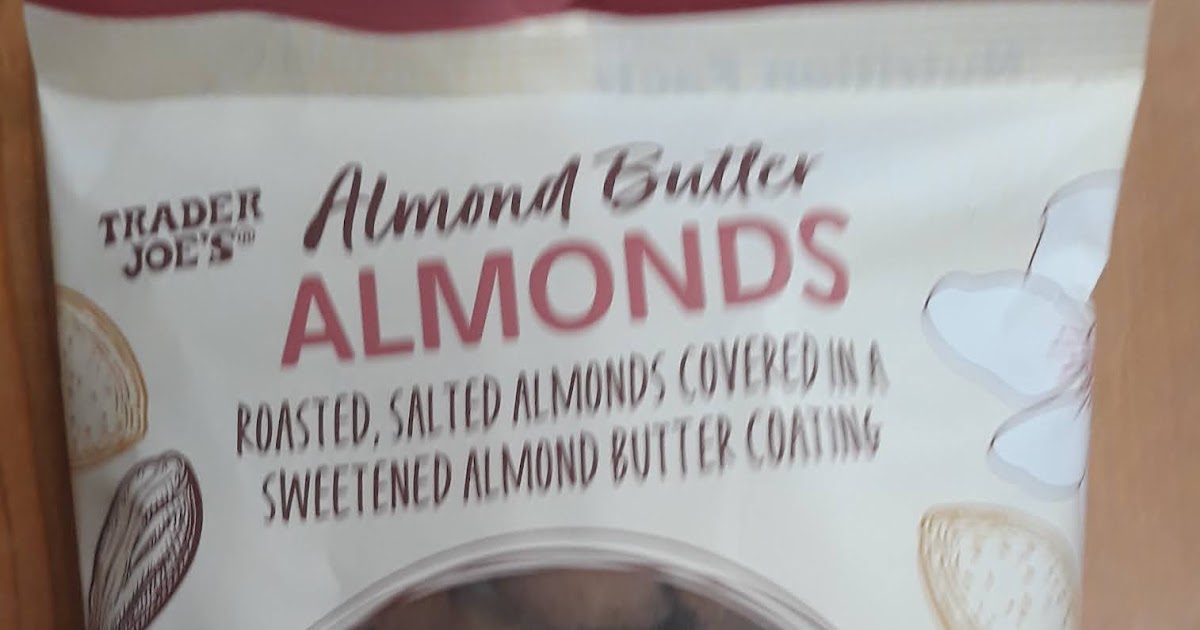 TRADER
JOE'S
Almond Butter
ALMONDS
ROASTED, SALTED ALMONDS COVERED IN A
SWEETENED ALMOND BUTTER COATING